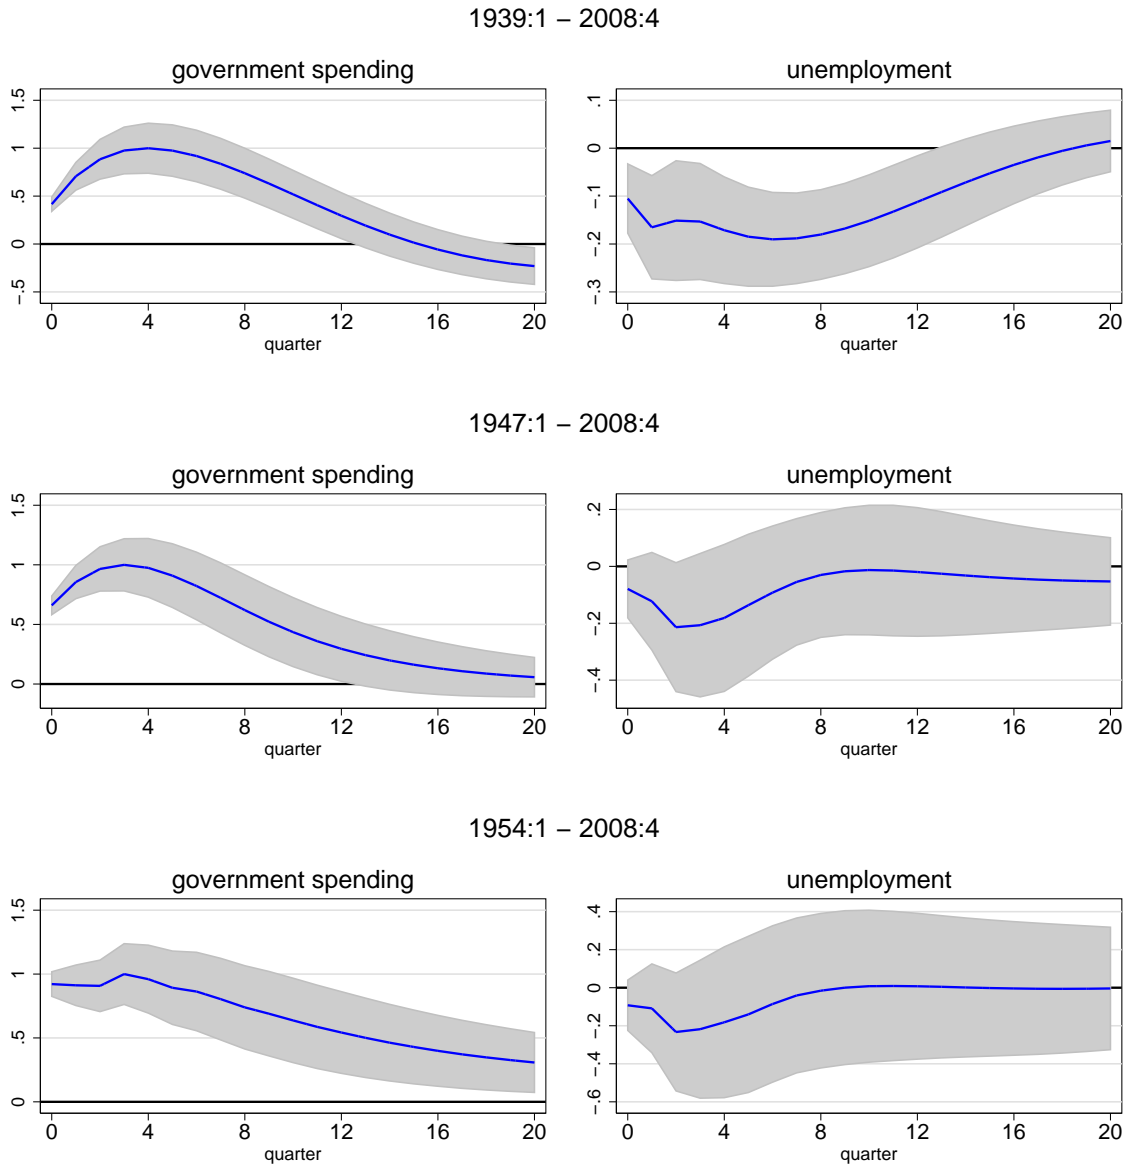 1939:1 − 2008:4
government spending
unemployment
1.5
1
.5
0
−.5
0 4 8 12 16 20
quarter
.1
0
−.1
−.2
−.3
0 4 8 12 16 20
quarter
1947:1 − 2008:4
government spending
unemployment
1.5
1
.5
0
0 4 8 12 16 20
quarter
.2
0
−.2
−.4
0 4 8 12 16 20
quarter
1954:1 − 2008:4
government spending
unemployment
1.5
1
.5
0
0 4 8 12 16 20
quarter
.4
.2
0
−.2
−.4
−.6
0 4 8 12 16 20
quarter